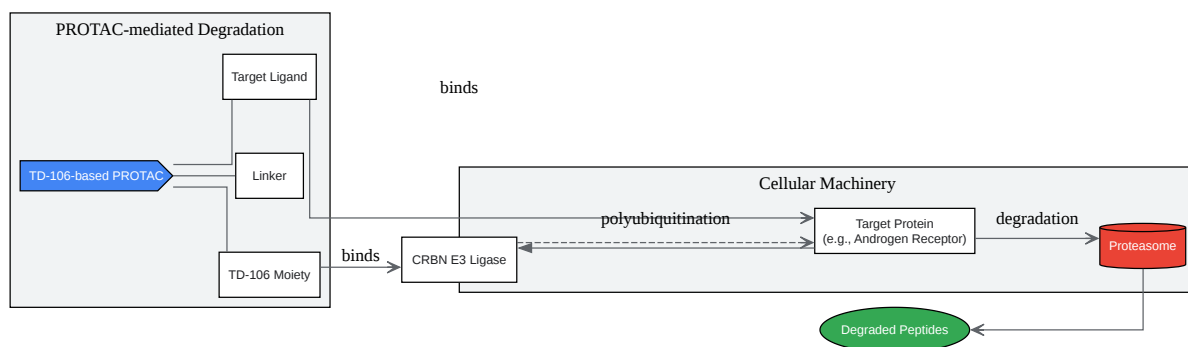 PROTAC-mediated Degradation
Target Ligand
binds
TD-106-based PROTAC
Linker
Cellular Machinery
polyubiquitination
Target Protein
(e.g., Androgen Receptor)
degradation
Proteasome
binds
CRBN E3 Ligase
TD-106 Moiety
Degraded Peptides